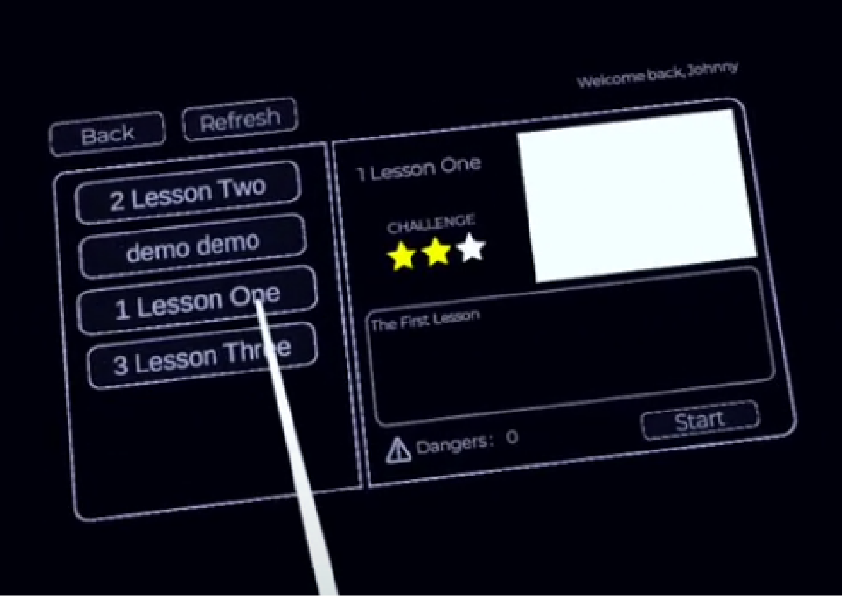 Welcome back, Johnny
Back
Refresh
2 Lesson Two
demo demo
1 Lesson One
3 Lesson Three
1 Lesson One
CHALLENGE
The First Lesson
Dangers: 0
Start